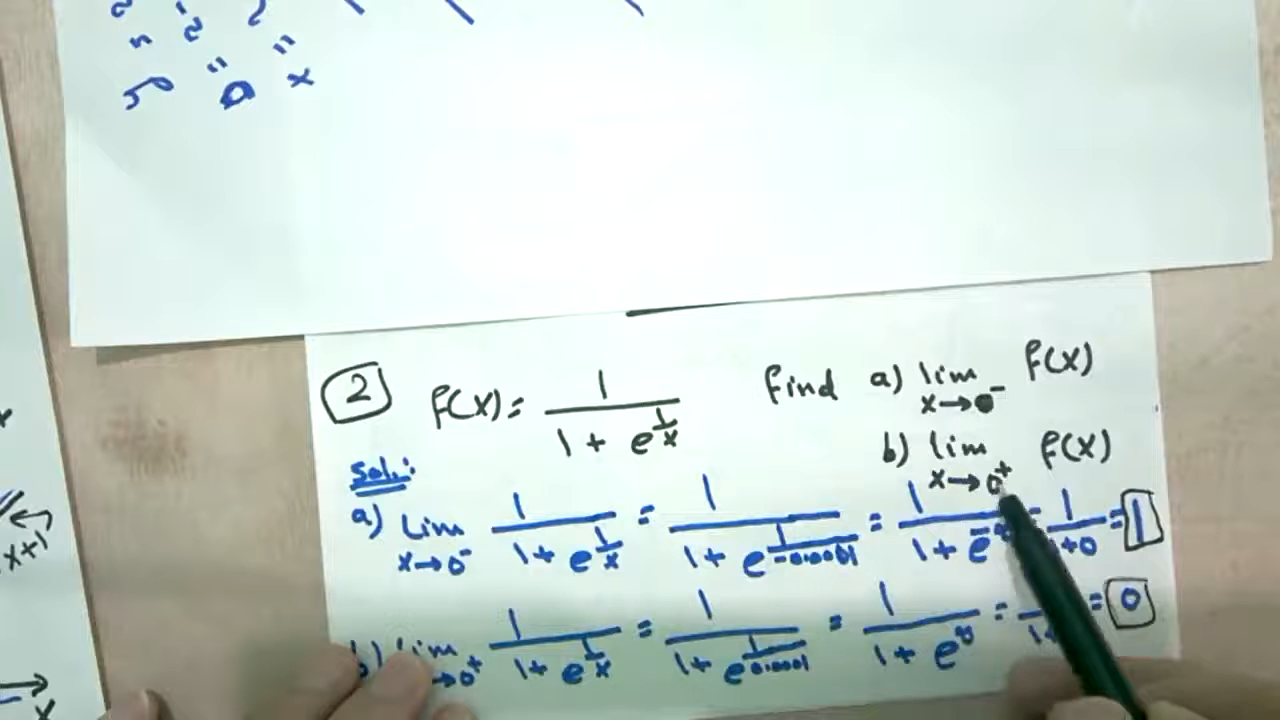 2 f(x) = 1 / (1 + e^(1/x)) Find a) lim x→0⁻ f(x)
b) lim x→0⁺ f(x)
Sol.:
a) Lim x→0⁻ 1 / (1 + e^(1/x)) = 1 / (1 + e^(1/-0.0001)) = 1 / (1 + e^- = 1 / 1+0 = 1
b) Lim x→0⁺ 1 / (1 + e^(1/x)) = 1 / (1 + e^(1/0.0001)) = 1 / (1 + e^∞) = 1 = 0
x+1
x